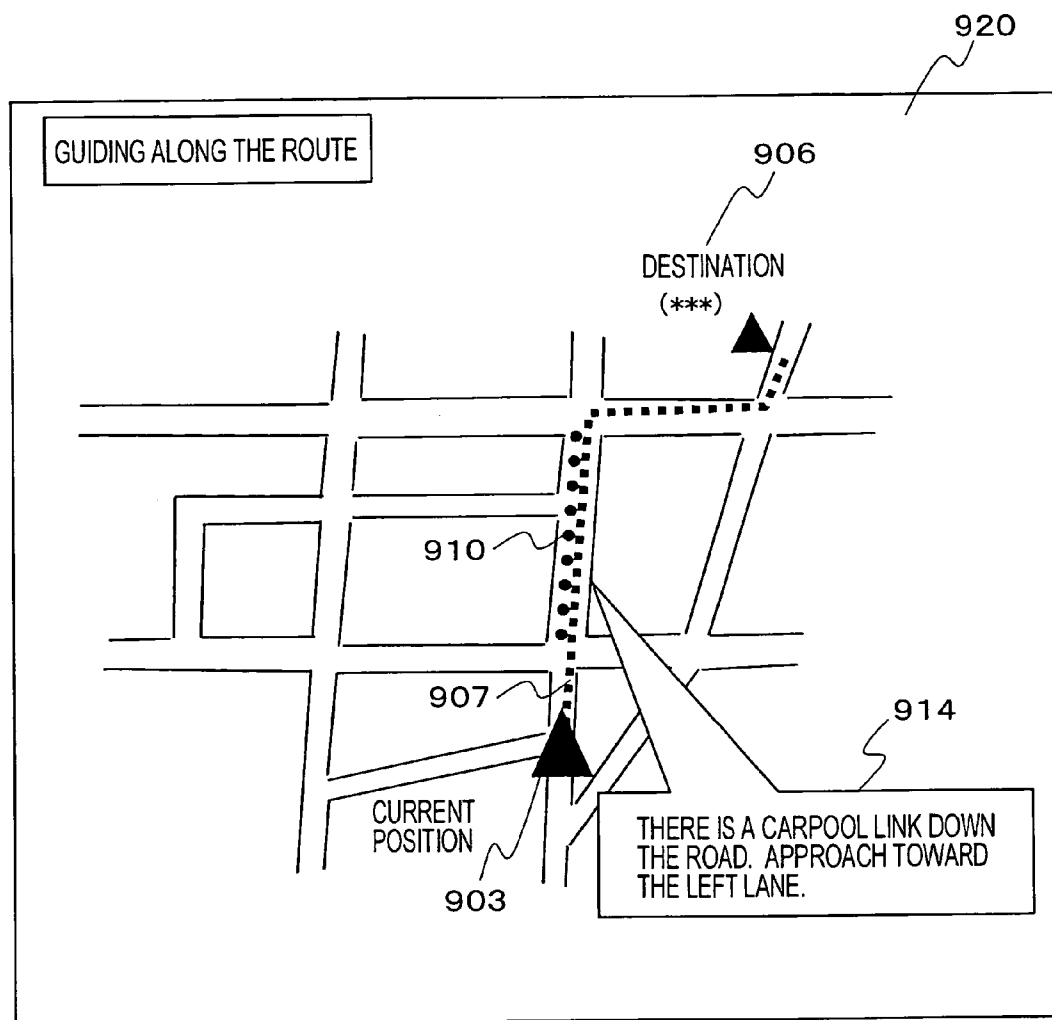 920
GUIDING ALONG THE ROUTE
906
DESTINATION
(***)
910
907
914
CURRENT
POSITION
THERE IS A CARPOOL LINK DOWN
THE ROAD. APPROACH TOWARD
THE LEFT LANE.
903